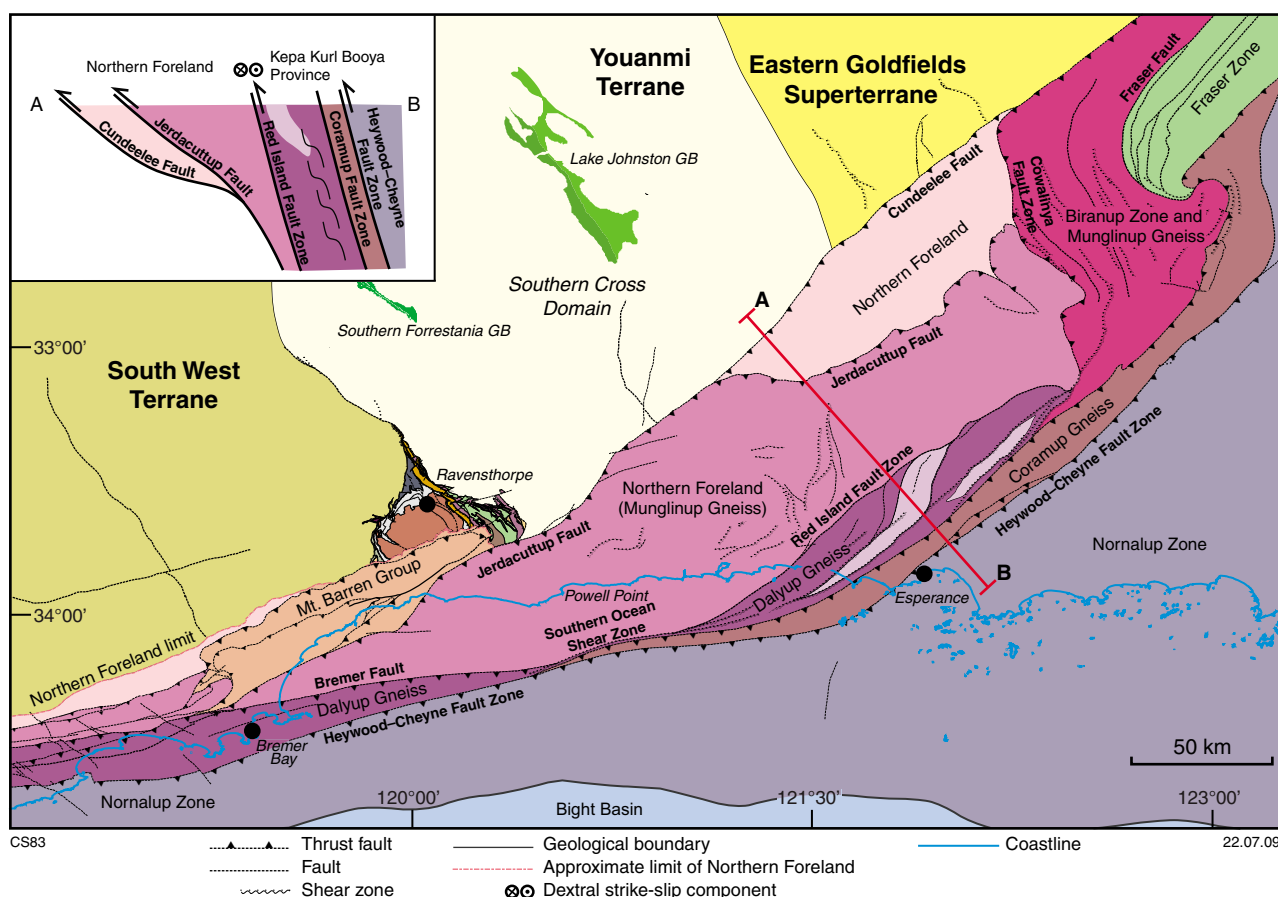 Northern Foreland
Kepa Kurl Booya
Province
A
B
Cundeelee Fault
Jerdacuttup Fault
Red Island Fault Zone
Coramup Fault Zone
Heywood–Cheyne
Fault Zone
Youanmi
Terrane
Eastern Goldfields
Superterrane
Fraser Fault
Fraser Zone
Lake Johnston GB
Cundeelee Fault
Cowalinya
Fault Zone
Biranup Zone and
Munglinup Gneiss
Northern Foreland
Southern Cross
Domain
A
Southern Forrestania GB
33°00'
South West
Terrane
Jerdacuttup Fault
Ravensthorpe
Northern Foreland
(Munglinup Gneiss)
Red Island Fault Zone
Coramup Gneiss
Heywood–Cheyne Fault Zone
Jerdacuttup Fault
Nornalup Zone
Mt. Barren Group
Dalyup Gneiss
B
Powell Point
Esperance
34°00'
Southern Ocean
Shear Zone
Northern Foreland limit
Bremer Fault
Dalyup Gneiss
Heywood–Cheyne Fault Zone
Bremer
Bay
50 km
Nornalup Zone
120°00'
Bight Basin
121°30'
123°00'
CS83
22.07.09
Thrust fault
Geological boundary
Coastline
Fault
Approximate limit of Northern Foreland
Shear zone
Dextral strike-slip component